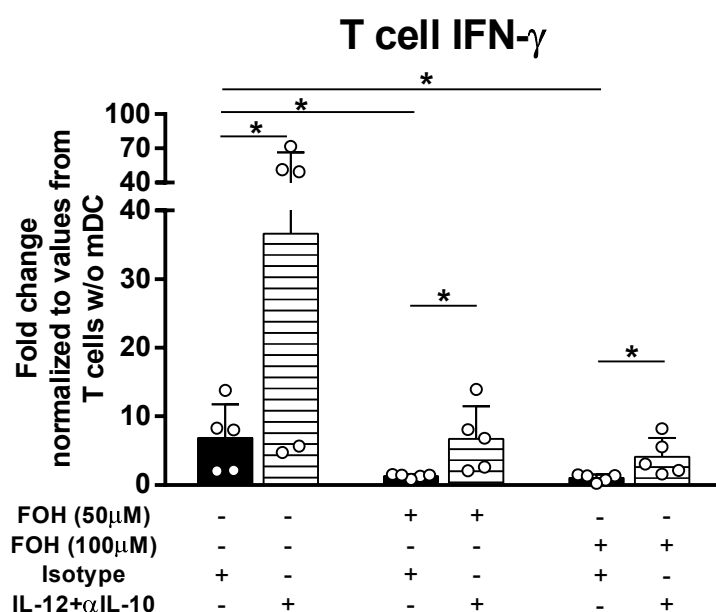 T cell IFN-γ
*
*
*
*
*
Fold change
normalized to values from
T cells w/o mDC
100
70
40
40
30
20
10
0
FOH (50μM) - - + + - -
FOH (100μM) - - - - + +
Isotype + - + - + -
IL-12+αIL-10 - + - + - +